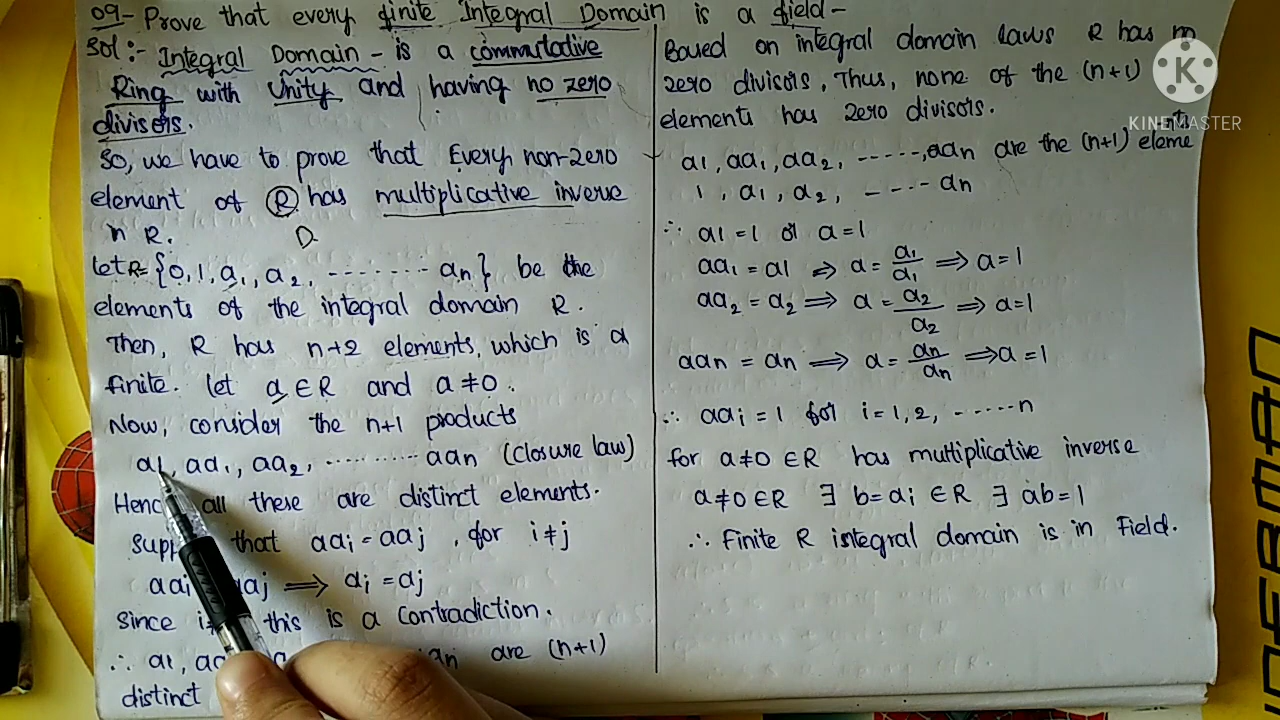 09- Prove that every finite Integral Domain is a field-
Sol:- Integral Domain - is a commutative
Ring with Unity and having no zero
divisors.
So, we have to prove that Every non-zero
element of R has multiplicative inverse
n R. D
let R={0, 1, a1, a2, ........ an} be the
elements of the integral domain R.
Then, R has n+2 elements, which is a
finite. let a ∈ R and a ≠ 0.
Now, consider the n+1 products
a1, aa1, aa2, .......... aan (closure law)
Henc all these are distinct elements.
Supp that aai = aaj, for i ≠ j
aai aaj ⟹ ai = aj
Since i≠ this is a contradiction.
∴ a1, aa an are (n+1)
distinct
Based on integral domain laws R has no
zero divisors, Thus, none of the (n+1)
elements has zero divisors.
a1, aa1, aa2, ......, aan are the (n+1) elements
1, a1, a2, ---- an
∴ a1 = 1 or a = 1
aa1 = a1 ⇒ a = a1/a1 ⟹ a = 1
aa2 = a2 ⟹ a = a2/a2 ⟹ a = 1
aan = an ⟹ a = an/an ⟹ a = 1
∴ aai = 1 for i = 1, 2, ...... n
for a ≠ 0 ∈ R has multiplicative inverse
a ≠ 0 ∈ R ∃ b = ai ∈ R ∃ ab = 1
∴ Finite R integral domain is in Field.
K
KINEMASTER